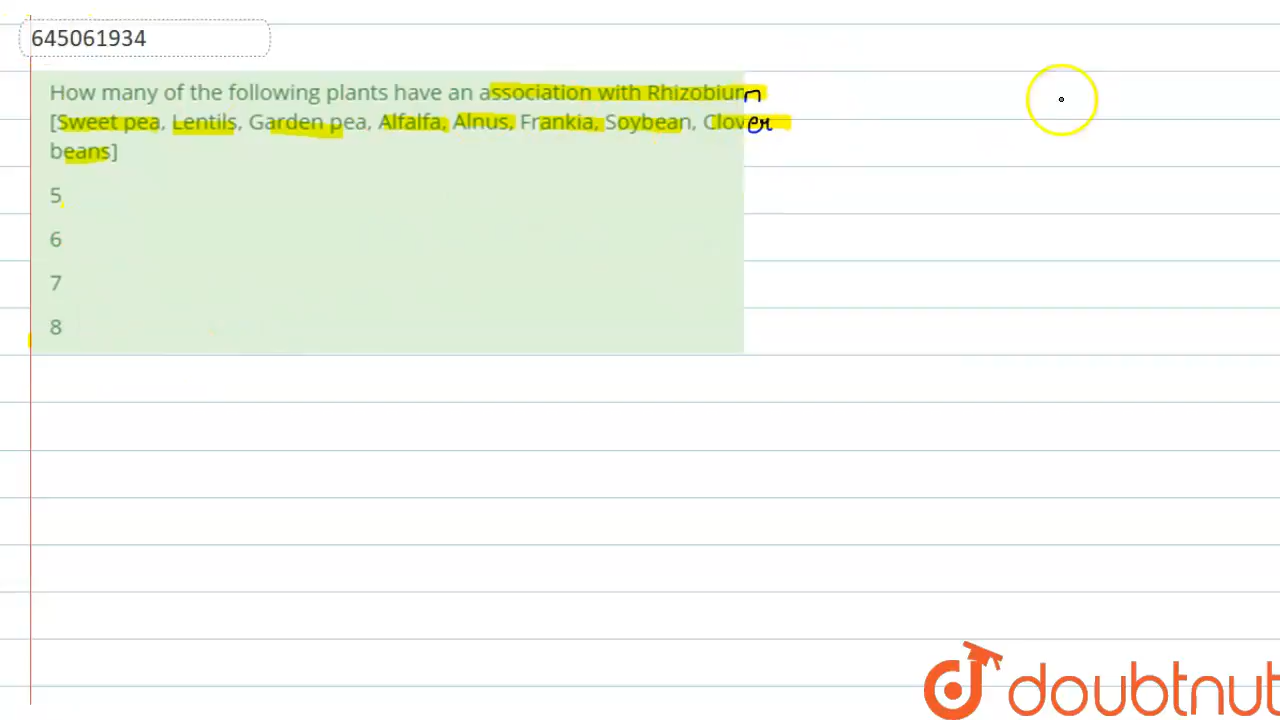 645061934
How many of the following plants have an association with Rhizobium
[Sweet pea, Lentils, Garden pea, Alfalfa, Alnus, Frankia, Soybean, Clover
beans]
5
6
7
8
doubtnut